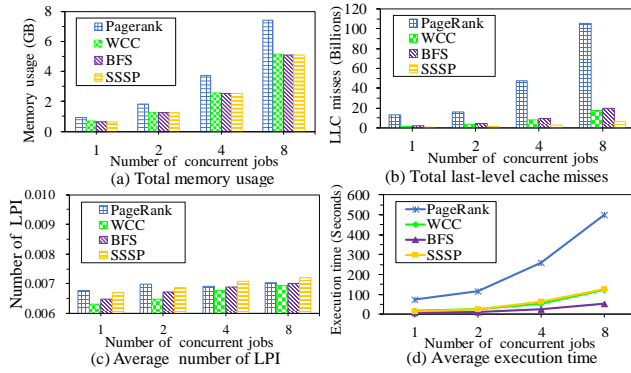 Memory usage (GB)
8
6
4
2
0
Pagerank
WCC
BFS
SSSP
1 2 4 8
Number of concurrent jobs
(a) Total memory usage
LLC misses (Billions)
120
100
80
60
40
20
0
PageRank
WCC
BFS
SSSP
1 2 4 8
Number of concurrent jobs
(b) Total last-level cache misses
Number of LPI
0.010
0.009
0.008
0.007
0.006
PageRank
WCC
BFS
SSSP
1 2 4 8
Number of concurrent jobs
(c) Average number of LPI
Execution time (Seconds)
600
500
400
300
200
100
0
PageRank
WCC
BFS
SSSP
1 2 4 8
Number of concurrent jobs
(d) Average execution time